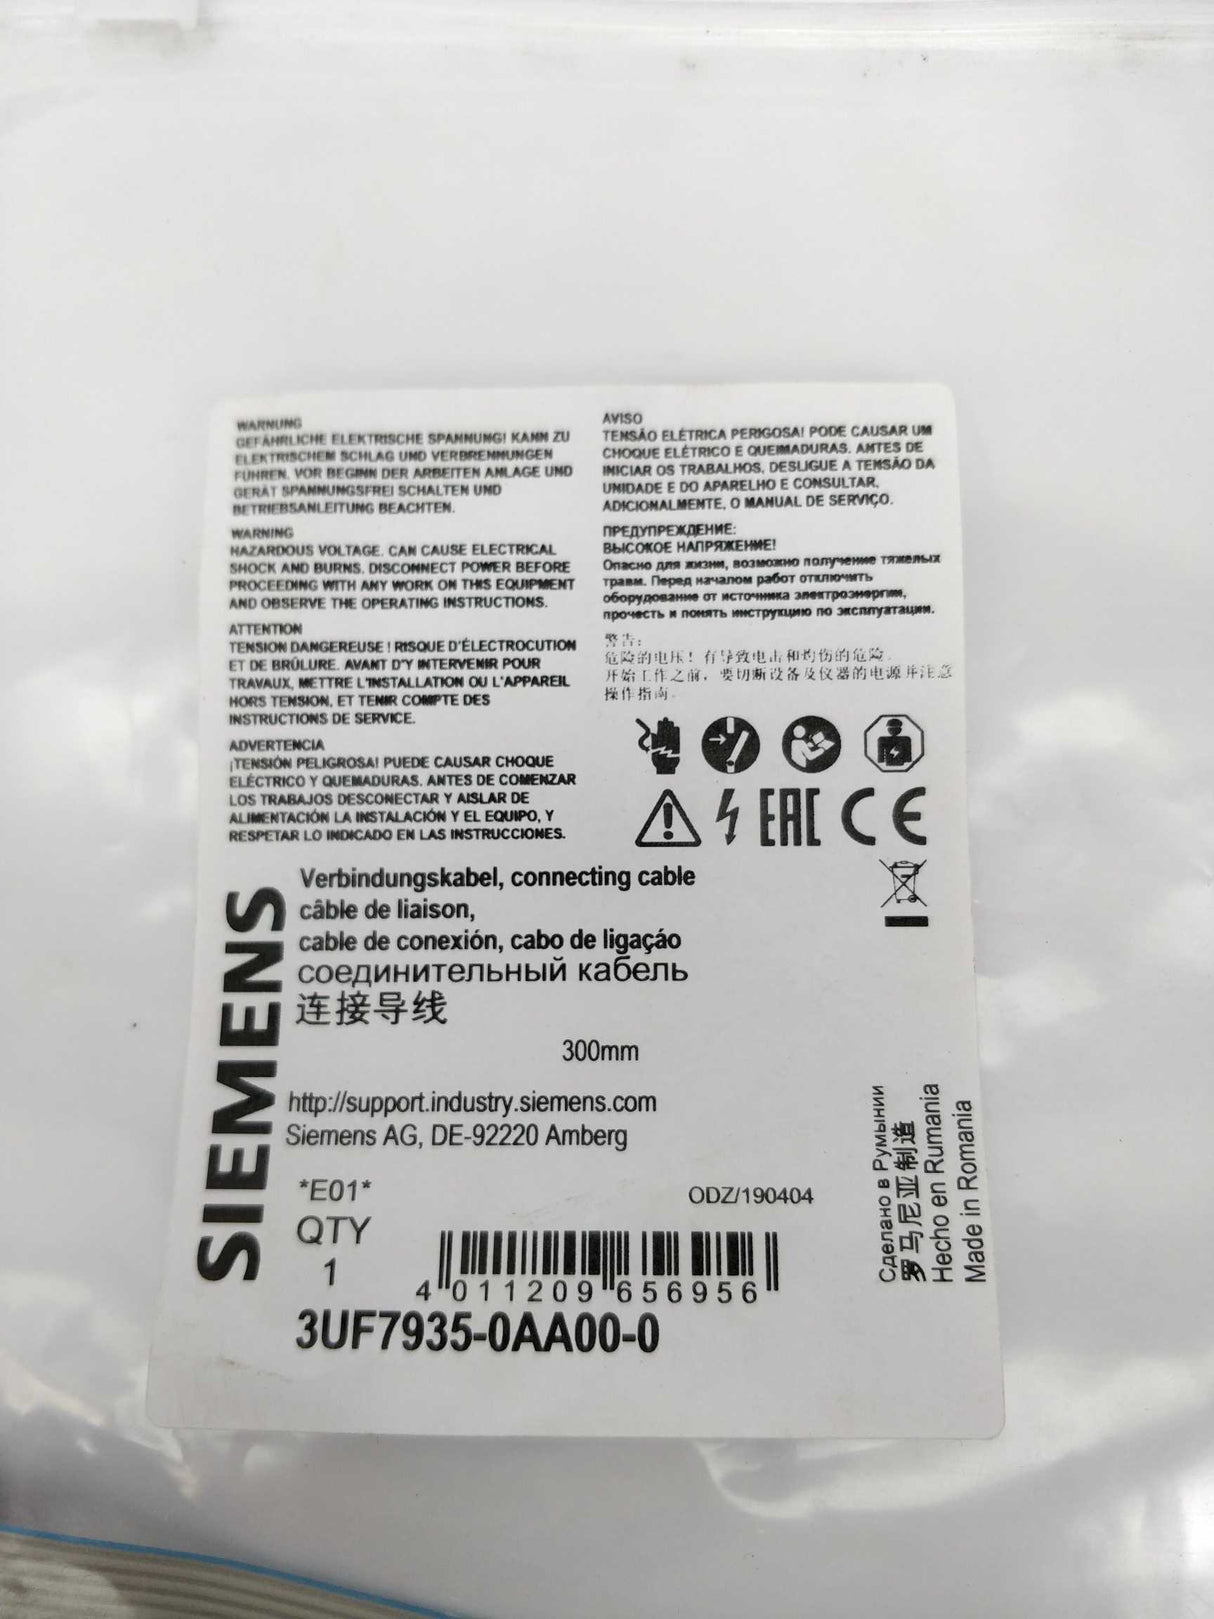 WARNUNG
GEFÄHRLICHE ELEKTRISCHE SPANNUNG! KANN ZU
ELEKTRISCHEM SCHLAG UND VERBRENNUNGEN
FÜHREN. VOR BEGINN DER ARBEITEN ANLAGE UND
GERÄT SPANNUNGSFREI SCHALTEN UND
BETRIEBSANLEITUNG BEACHTEN.
WARNING
HAZARDOUS VOLTAGE. CAN CAUSE ELECTRICAL
SHOCK AND BURNS. DISCONNECT POWER BEFORE
PROCEEDING WITH ANY WORK ON THIS EQUIPMENT
AND OBSERVE THE OPERATING INSTRUCTIONS.
ATTENTION
TENSION DANGEREUSE ! RISQUE D'ÉLECTROCUTION
ET DE BRÛLURE. AVANT D'Y INTERVENIR POUR
TRAVAUX, METTRE L'INSTALLATION OU L'APPAREIL
HORS TENSION, ET TENIR COMPTE DES
INSTRUCTIONS DE SERVICE.
ADVERTENCIA
¡TENSIÓN PELIGROSA! PUEDE CAUSAR CHOQUE
ELÉCTRICO Y QUEMADURAS. ANTES DE COMENZAR
LOS TRABAJOS DESCONECTAR Y AISLAR DE
ALIMENTACIÓN LA INSTALACIÓN Y EL EQUIPO, Y
RESPETAR LO INDICADO EN LAS INSTRUCCIONES.
AVISO
TENSÃO ELÉTRICA PERIGOSA! PODE CAUSAR UM
CHOQUE ELÉTRICO E QUEIMADURAS. ANTES DE
INICIAR OS TRABALHOS, DESLIGUE A TENSÃO DA
UNIDADE E DO APARELHO E CONSULTAR,
ADICIONALMENTE, O MANUAL DE SERVIÇO.
ПРЕДУПРЕЖДЕНИЕ:
ВЫСОКОЕ НАПРЯЖЕНИЕ!
Опасно для жизни, возможно получение тяжелых
травм. Перед началом работ отключить
оборудование от источника электроэнергии,
прочесть и понять инструкцию по эксплуатации.
警告:
危险的电压！有导致电击和灼伤的危险.
开始工作之前，要切断设备及仪器的电源并注意
操作指南.
EAC CE
Verbindungskabel, connecting cable
câble de liaison,
cable de conexión, cabo de ligação
соединительный кабель
连接导线
300mm
http://support.industry.siemens.com
Siemens AG, DE-92220 Amberg
*E01*
ODZ/190404
QTY
1
4 011209 656956
3UF7935-0AA00-0
SIEMENS
Сделано в Румынии
罗马尼亚制造
Hecho en Rumania
Made in Romania